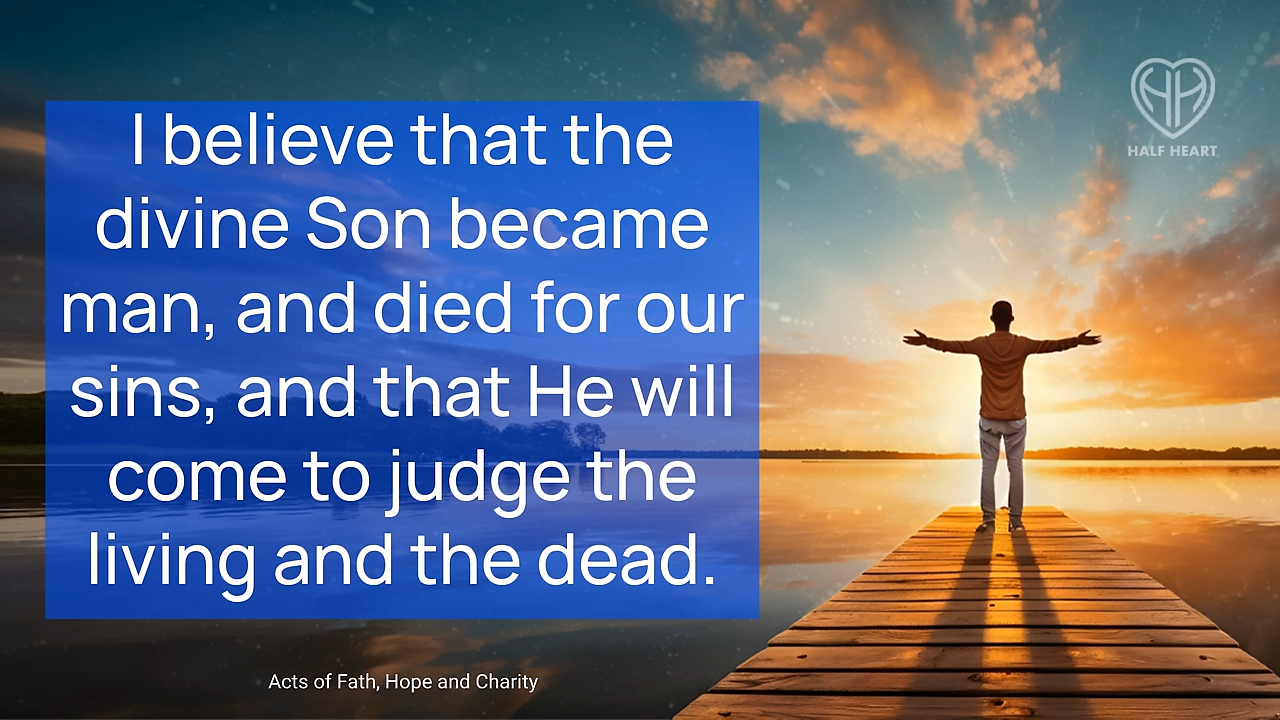 I believe that the
divine Son became
man, and died for our
sins, and that He will
come to judge the
living and the dead.
HALF HEART
Acts of Fath, Hope and Charity